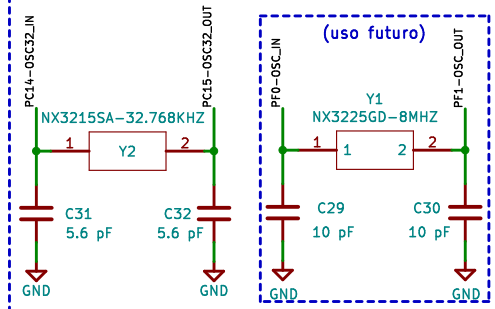 PC14-OSC32_IN
PC15-OSC32_OUT
NX3215SA-32.768KHZ
1
Y2
2
C31
5.6 pF
C32
5.6 pF
GND
GND
(uso futuro)
PF0-OSC_IN
PF1-OSC_OUT
Y1
NX3225GD-8MHZ
1
1
2
2
C29
10 pF
C30
10 pF
GND
GND